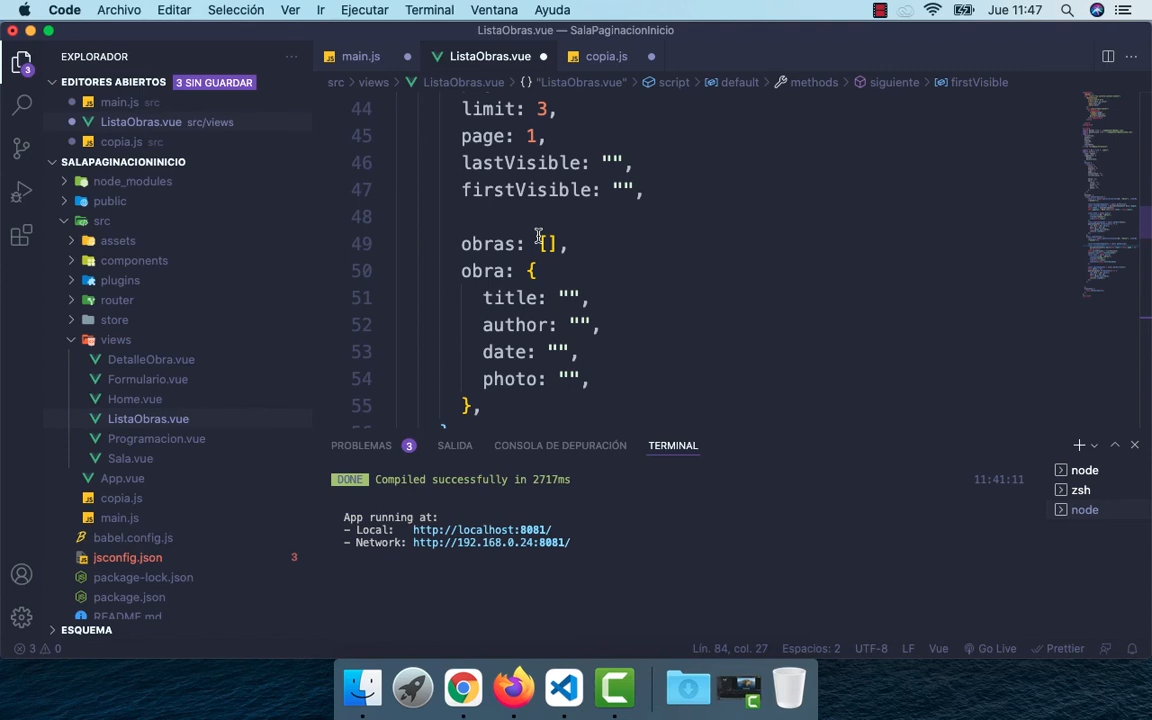 Code Archivo Editar Selección Ver Ir Ejecutar Terminal Ventana Ayuda Jue 11:47
ListaObras.vue — SalaPaginacionInicio
EXPLORADOR
EDITORES ABIERTOS 3 SIN GUARDAR
main.js src
ListaObras.vue src/views
copia.js src
SALAPAGINACIONINICIO
node_modules
public
src
assets
components
plugins
router
store
views
DetalleObra.vue
Formulario.vue
Home.vue
ListaObras.vue
Programacion.vue
Sala.vue
App.vue
copia.js
main.js
babel.config.js
jsconfig.json 3
package-lock.json
package.json
README.md
ESQUEMA
3
main.js
ListaObras.vue
copia.js
src > views > ListaObras.vue > {} "ListaObras.vue" > script > default > methods > siguiente > firstVisible
44 limit: 3,
45 page: 1,
46 lastVisible: "",
47 firstVisible: "",
48
49 obras: [],
50 obra: {
51 title: "",
52 author: "",
53 date: "",
54 photo: "",
55 },
PROBLEMAS 3 SALIDA CONSOLA DE DEPURACIÓN TERMINAL
DONE Compiled successfully in 2717ms 11:41:11
App running at:
- Local: http://localhost:8081/
- Network: http://192.168.0.24:8081/
node
zsh
node
3 0 Lín. 84, col. 27 Espacios: 2 UTF-8 LF Vue Go Live Prettier